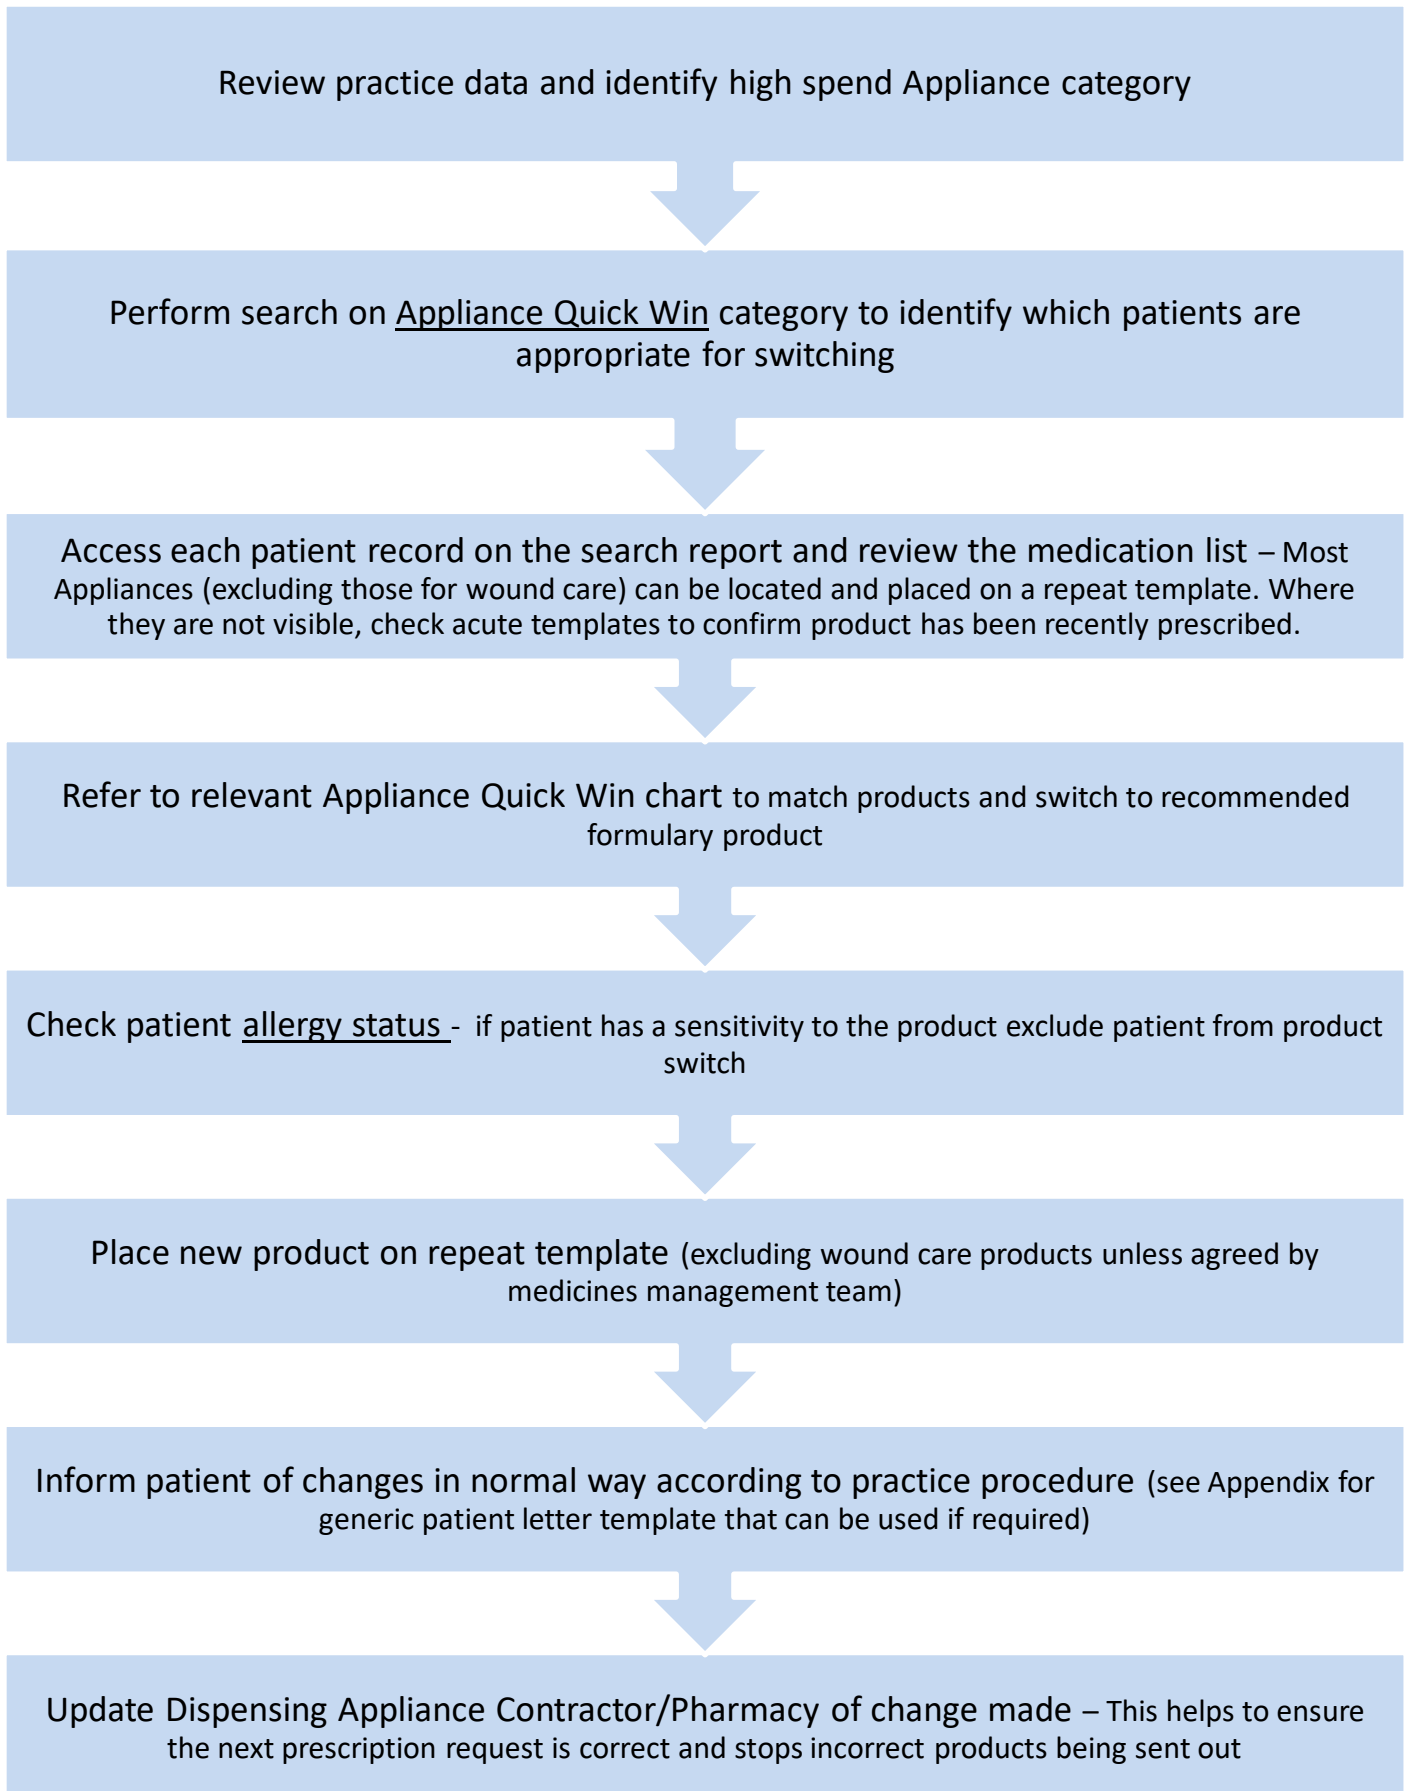 Review practice data and identify high spend Appliance category
Perform search on Appliance Quick Win category to identify which patients are
appropriate for switching
Access each patient record on the search report and review the medication list – Most
Appliances (excluding those for wound care) can be located and placed on a repeat template. Where
they are not visible, check acute templates to confirm product has been recently prescribed.
Refer to relevant Appliance Quick Win chart to match products and switch to recommended
formulary product
Check patient allergy status - if patient has a sensitivity to the product exclude patient from product
switch
Place new product on repeat template (excluding wound care products unless agreed by
medicines management team)
Inform patient of changes in normal way according to practice procedure (see Appendix for
generic patient letter template that can be used if required)
Update Dispensing Appliance Contractor/Pharmacy of change made – This helps to ensure
the next prescription request is correct and stops incorrect products being sent out